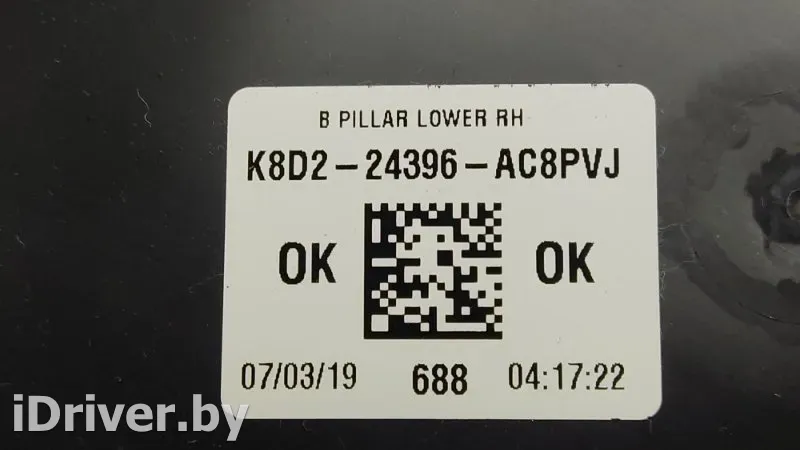 B PILLAR LOWER RH
K8D2-24396-AC8PVJ
OK OK
07/03/19 688 04:17:22
iDriver.by